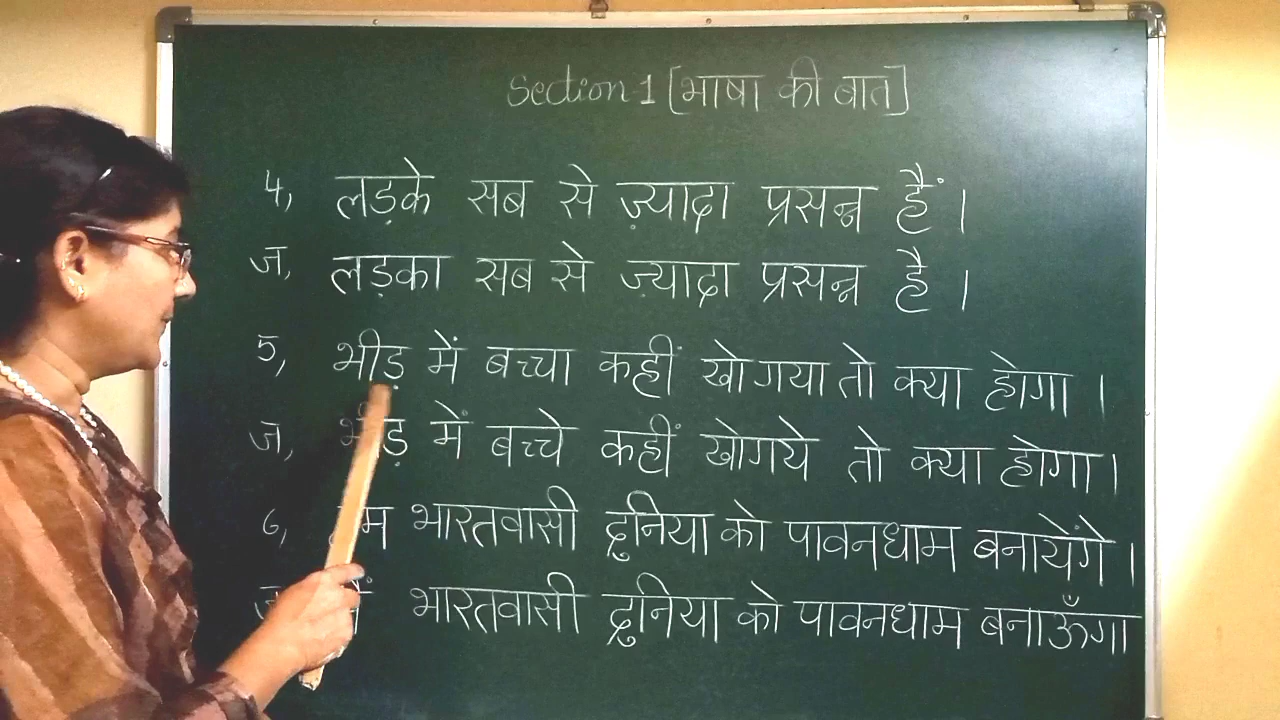 Section-1 [भाषा की बात]
4, लड़के सब से ज़्यादा प्रसन्न हैं ।
ज, लड़का सब से ज़्यादा प्रसन्न है ।
5, भीड़ में बच्चा कहीं खो गया तो क्या होगा ।
ज, भीड़ में बच्चे कहीं खोगये तो क्या होगा ।
6, हम भारतवासी दुनिया को पावनधाम बनायेंगे ।
ज भारतवासी दुनिया को पावनधाम बनाऊँगा